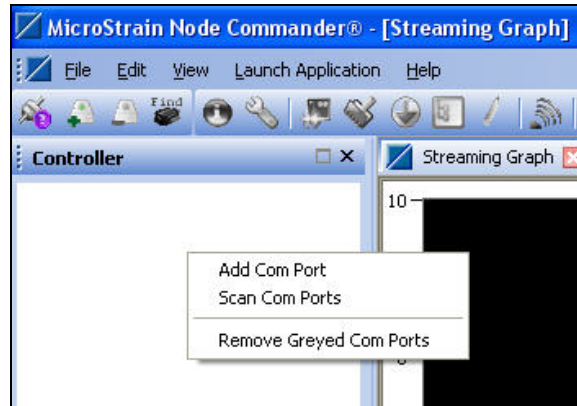 MicroStrain Node Commander® - [Streaming Graph]
File Edit View Launch Application Help
Find
Controller
Streaming Graph
10
Add Com Port
Scan Com Ports
Remove Greyed Com Ports